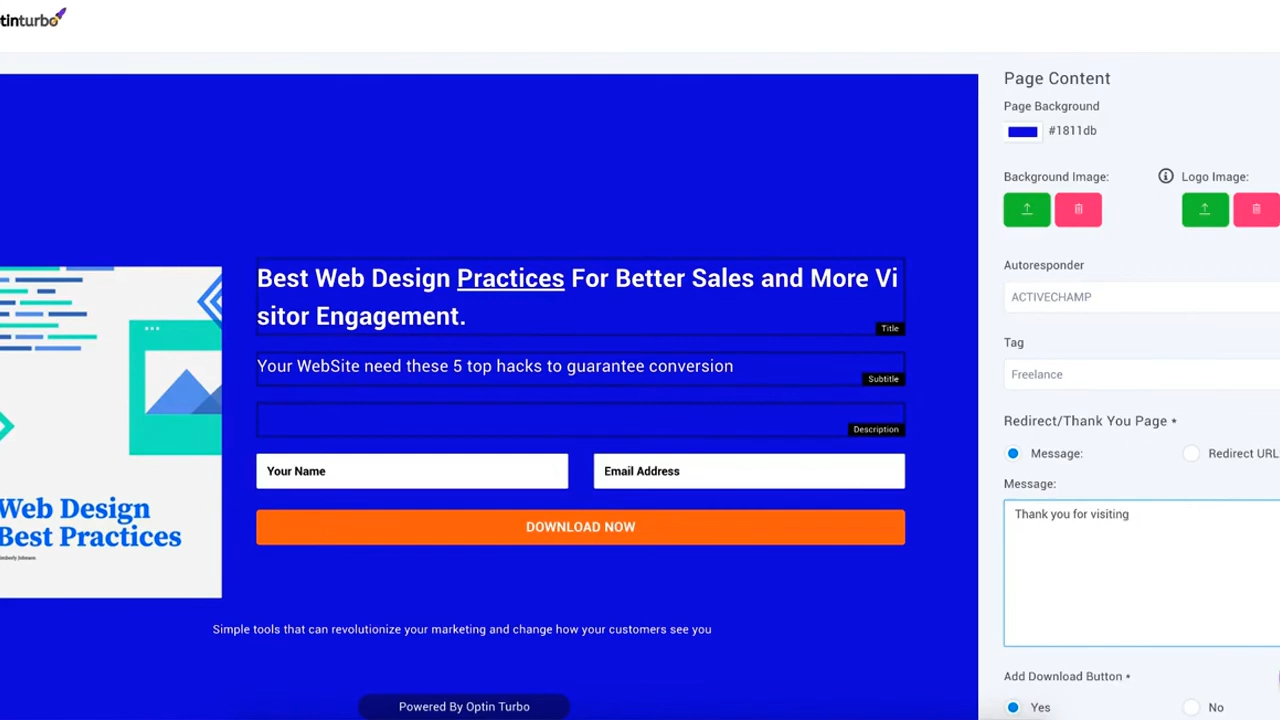 tinturbo
Page Content
Page Background
#1811db
Background Image:
Logo Image:
Autoresponder
ACTIVECHAMP
Tag
Freelance
Redirect/Thank You Page *
Message:
Redirect URL
Message:
Thank you for visiting
Add Download Button *
Yes
No
Best Web Design Practices For Better Sales and More Vi
sitor Engagement.
Title
Your WebSite need these 5 top hacks to guarantee conversion
Subtitle
Description
Your Name
Email Address
DOWNLOAD NOW
Web Design
Best Practices
Simple tools that can revolutionize your marketing and change how your customers see you
Powered By Optin Turbo